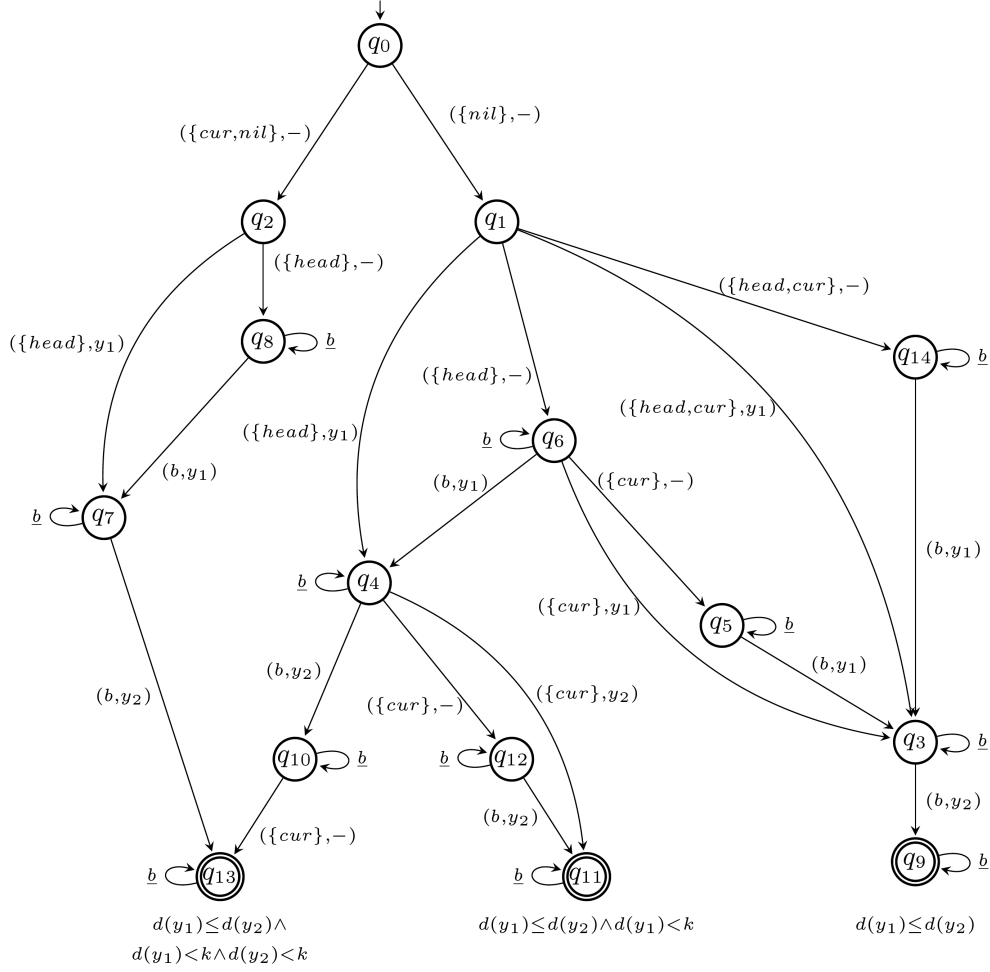 q0
({cur,nil},−)
({nil},−)
q2
q1
({head},−)
({head,cur},−)
({head},y1)
q8
b
q14
b
({head},−)
({head,cur},y1)
({head},y1)
b
q6
(b,y1)
(b,y1)
({cur},−)
b
q7
(b,y1)
b
q4
({cur},y1)
q5
b
(b,y1)
(b,y2)
(b,y2)
({cur},−)
({cur},y2)
q3
b
q10
b
b
q12
(b,y2)
({cur},−)
(b,y2)
b
q13
b
q11
q9
b
d(y1)≤d(y2)∧
d(y1)<k∧d(y2)<k
d(y1)≤d(y2)∧d(y1)<k
d(y1)≤d(y2)